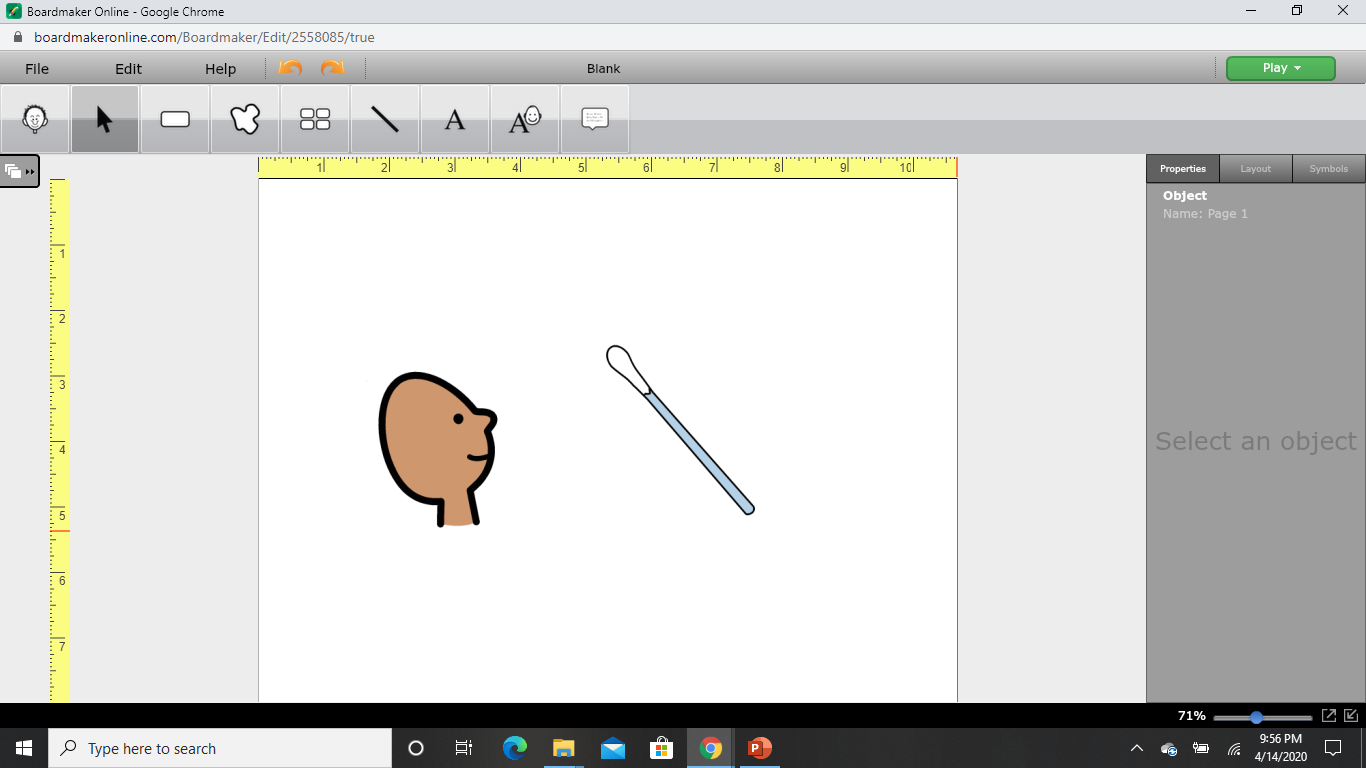 Boardmaker Online - Google Chrome
boardmakeronline.com/Boardmaker/Edit/2558085/true
File Edit Help Blank Play
A A
1 2 3 4 5 6 7 8 9 10
Properties Layout Symbols
Object
Name: Page 1
1
2
3
4
5
6
7
Select an object
71%
Type here to search
9:56 PM
4/14/2020